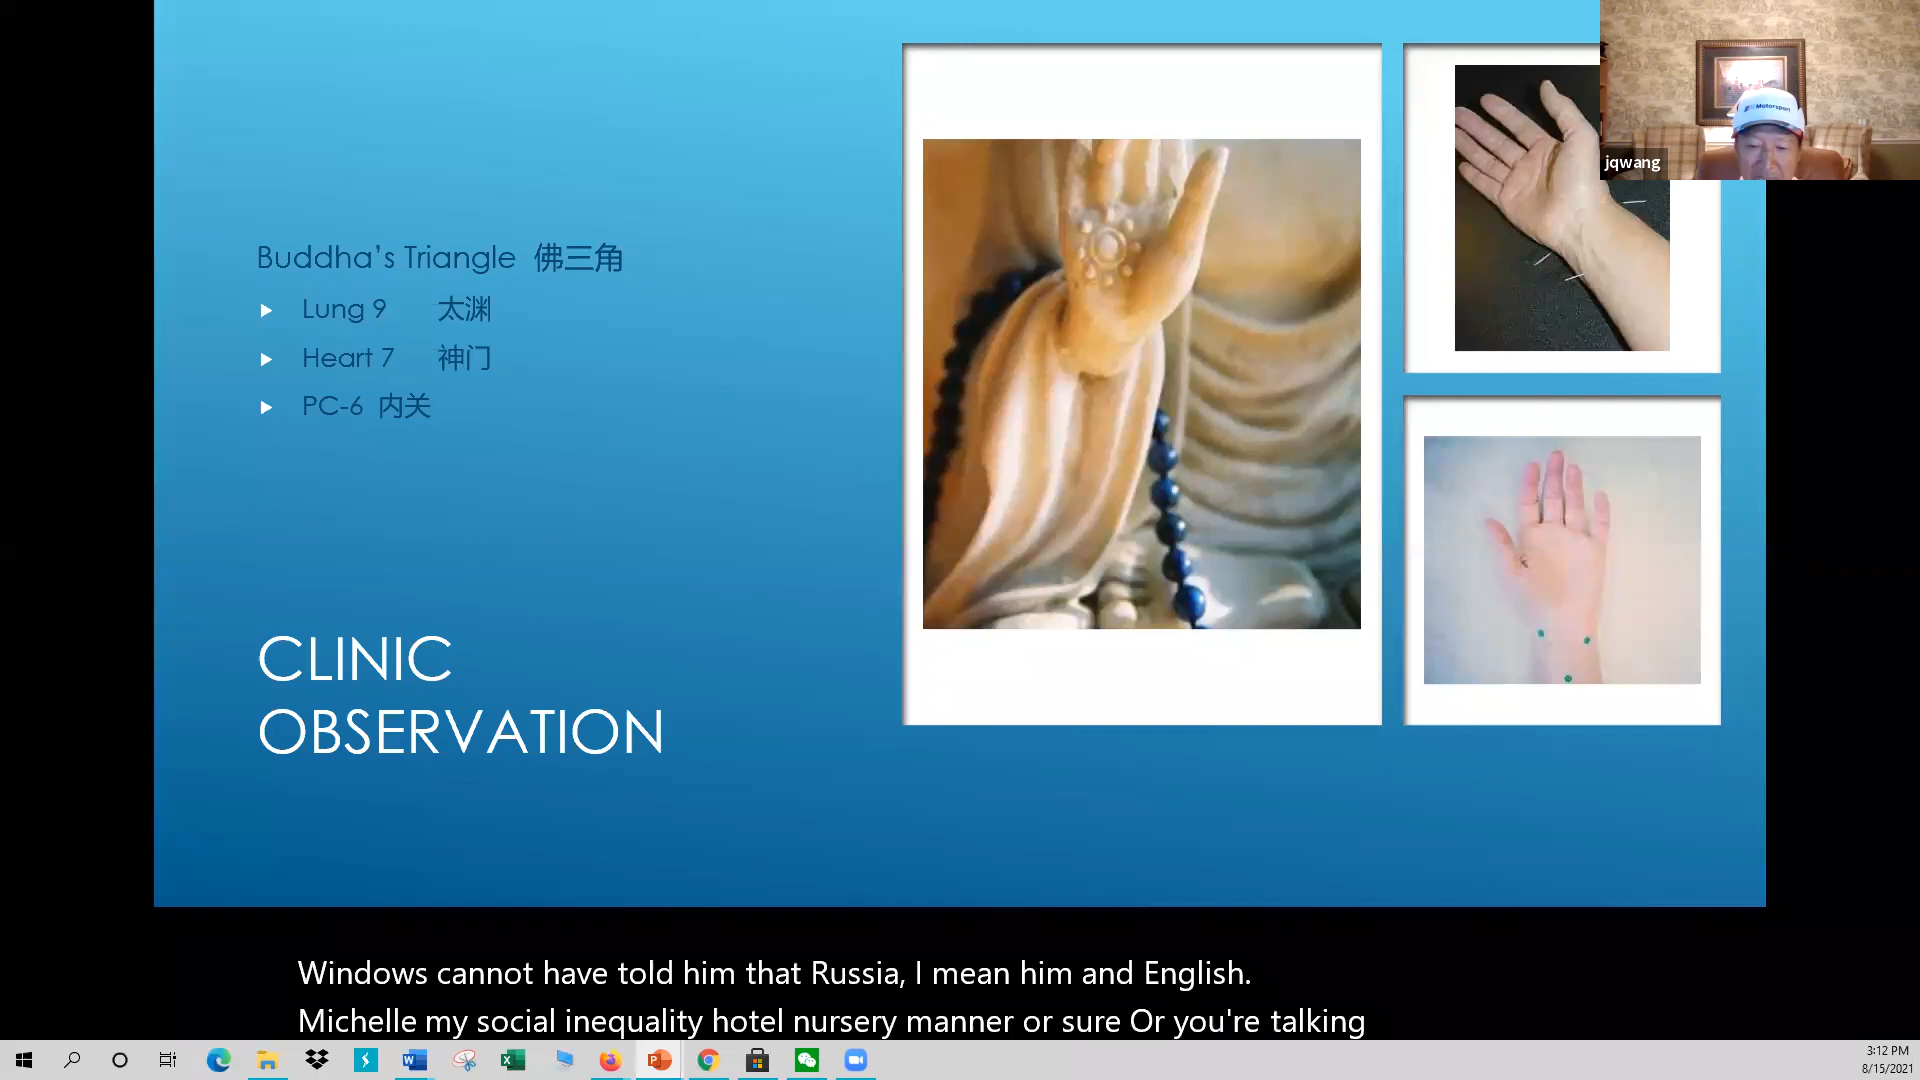 Buddha's Triangle 佛三角
Lung 9 太渊
Heart 7 神门
PC-6 内关
CLINIC
OBSERVATION
Motorsport
jqwang
Windows cannot have told him that Russia, I mean him and English.
Michelle my social inequality hotel nursery manner or sure Or you're talking
3:12 PM
8/15/2021